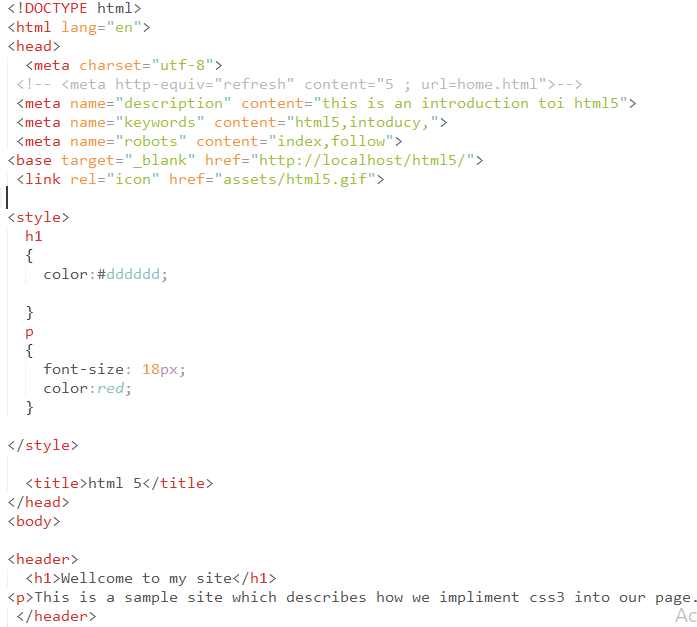 <!DOCTYPE html>
<html lang="en">
<head>
  <meta charset="utf-8">
 <!-- <meta http-equiv="refresh" content="5 ; url=home.html">-->
 <meta name="description" content="this is an introduction toi html5">
 <meta name="keywords" content="html5,intoducy,">
 <meta name="robots" content="index,follow">
<base target="_blank" href="http://localhost/html5/">
 <link rel="icon" href="assets/html5.gif">
<style>
  h1
  {
    color:#dddddd;
  }
  p
  {
    font-size: 18px;
    color:red;
  }
</style>
  <title>html 5</title>
</head>
<body>
<header>
  <h1>Wellcome to my site</h1>
<p>This is a sample site which describes how we impliment css3 into our page.
 </header>
Ac